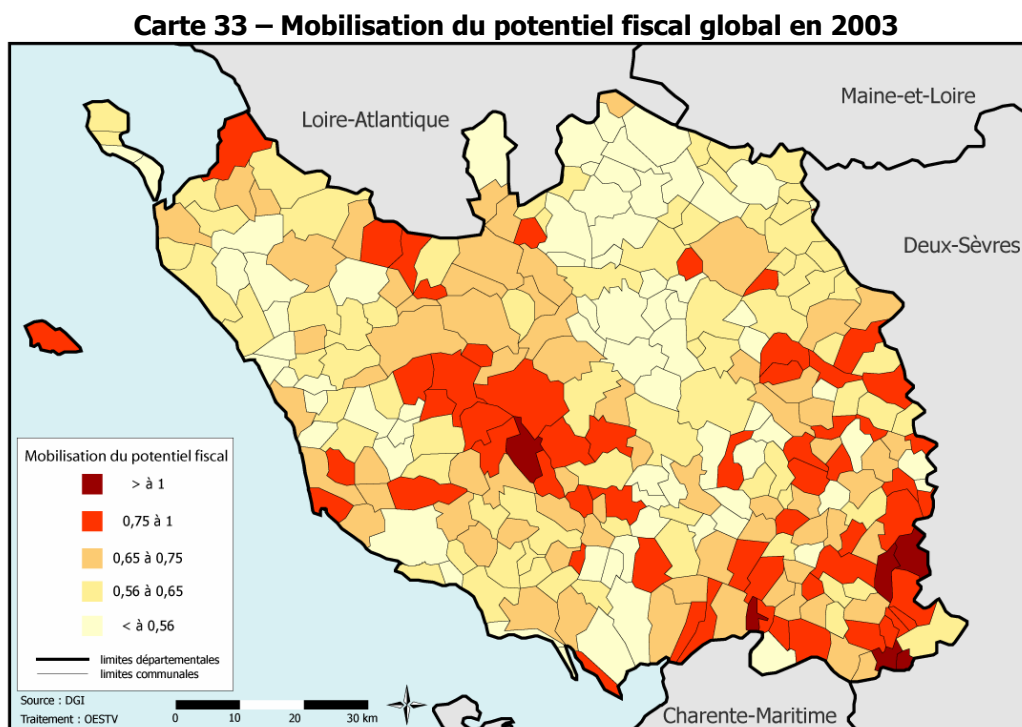 Carte 33 – Mobilisation du potentiel fiscal global en 2003
Maine-et-Loire
Loire-Atlantique
Deux-Sèvres
Mobilisation du potentiel fiscal
> à 1
0,75 à 1
0,65 à 0,75
0,56 à 0,65
< à 0,56
limites départementales
limites communales
Source : DGI
Traitement : OESTV
0 10 20 30 km
Charente-Maritime